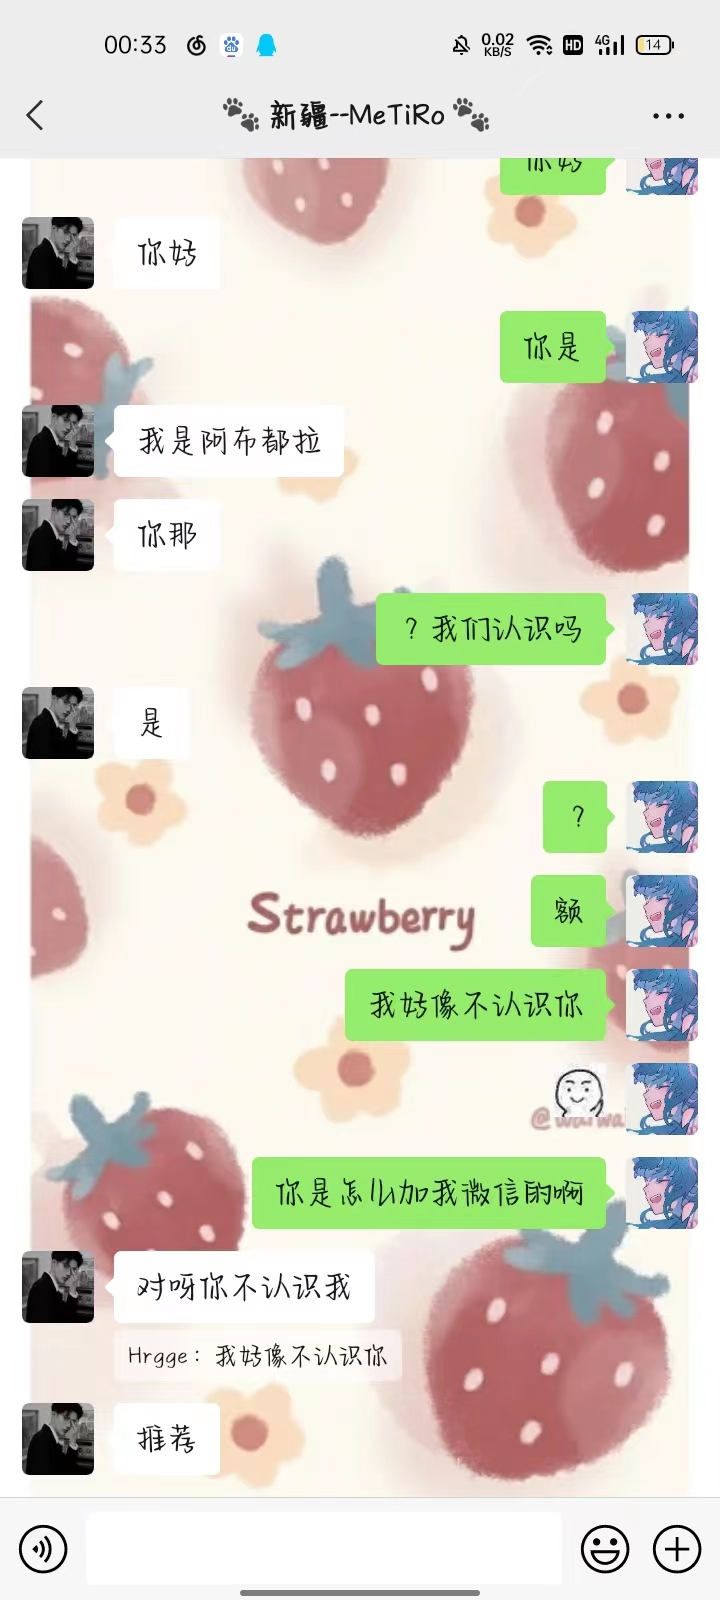 00:33
0.02
KB/S
HD
4G
14
新疆--MeTiRo
你好
你好
你是
我是阿布都拉
你那
？我们认识吗
是
？
Strawberry
额
我好像不认识你
你是怎么加我微信的啊
对呀你不认识我
Hrgge：我好像不认识你
推荐